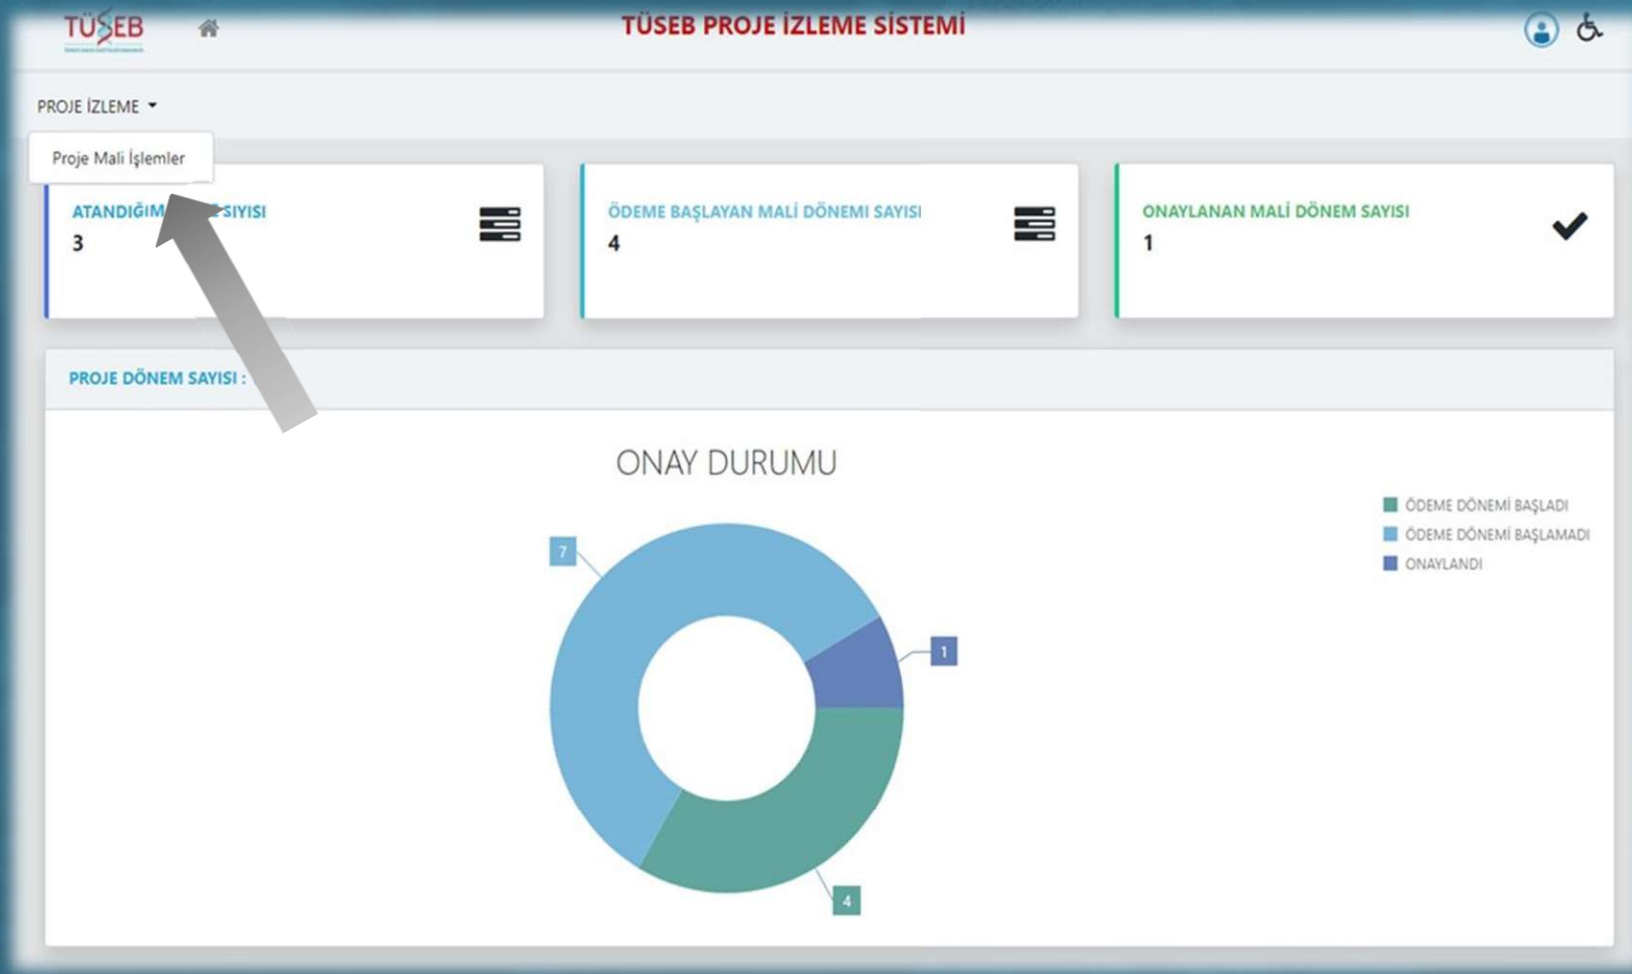 TÜSEB
TÜSEB PROJE İZLEME SİSTEMİ
PROJE İZLEME
Proje Mali İşlemler
ATANDIĞIM SIYISI
3
ÖDEME BAŞLAYAN MALİ DÖNEMI SAYISI
4
ONAYLANAN MALİ DÖNEM SAYISI
1
PROJE DÖNEM SAYISI :
ONAY DURUMU
ÖDEME DÖNEMİ BAŞLADI
ÖDEME DÖNEMİ BAŞLAMADI
ONAYLANDI
7
1
4